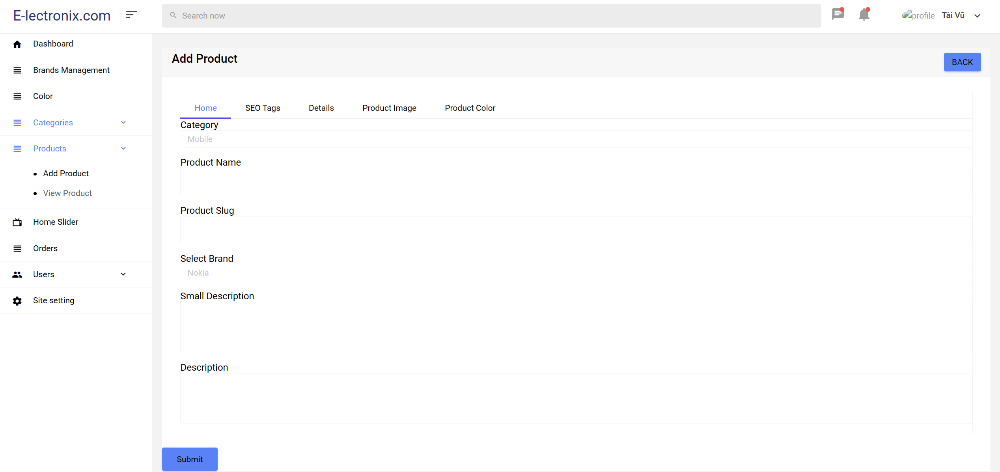 E-lectronix.com
Search now
profile
Tài Vũ
Dashboard
Brands Management
Color
Categories
Products
Add Product
View Product
Home Slider
Orders
Users
Site setting
Add Product
BACK
Home
SEO Tags
Details
Product Image
Product Color
Category
Mobile
Product Name
Product Slug
Select Brand
Nokia
Small Description
Description
Submit